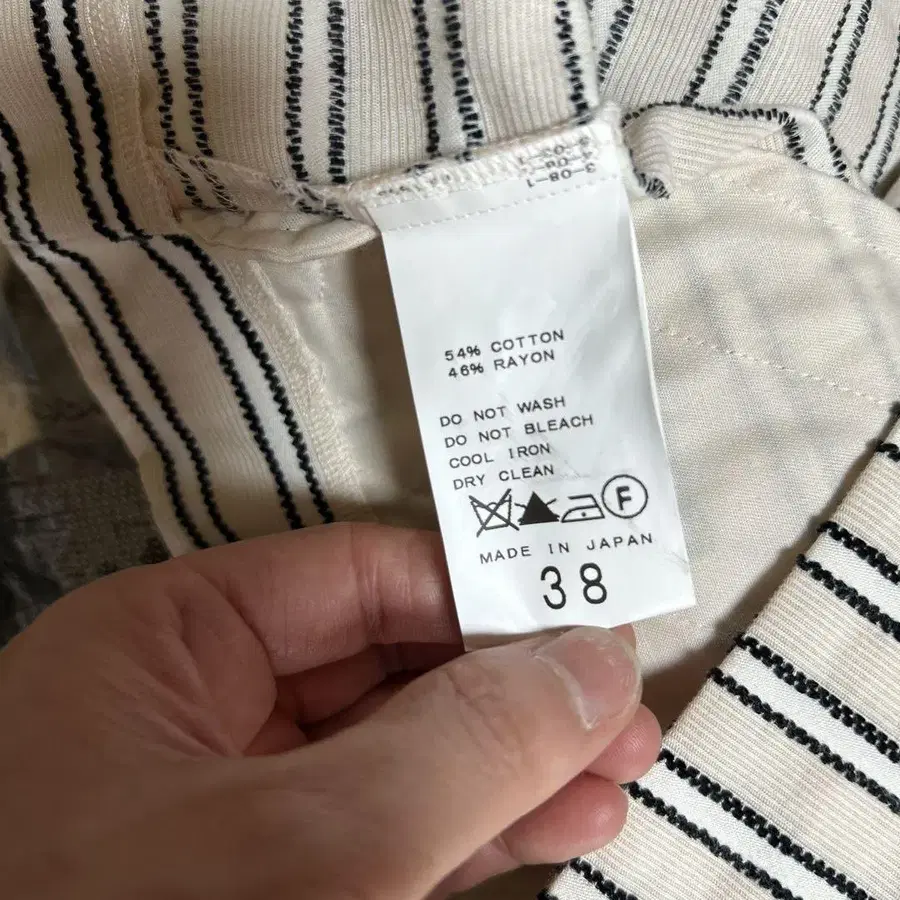 54% COTTON
46% RAYON
DO NOT WASH
DO NOT BLEACH
COOL IRON
DRY CLEAN
F
MADE IN JAPAN
38